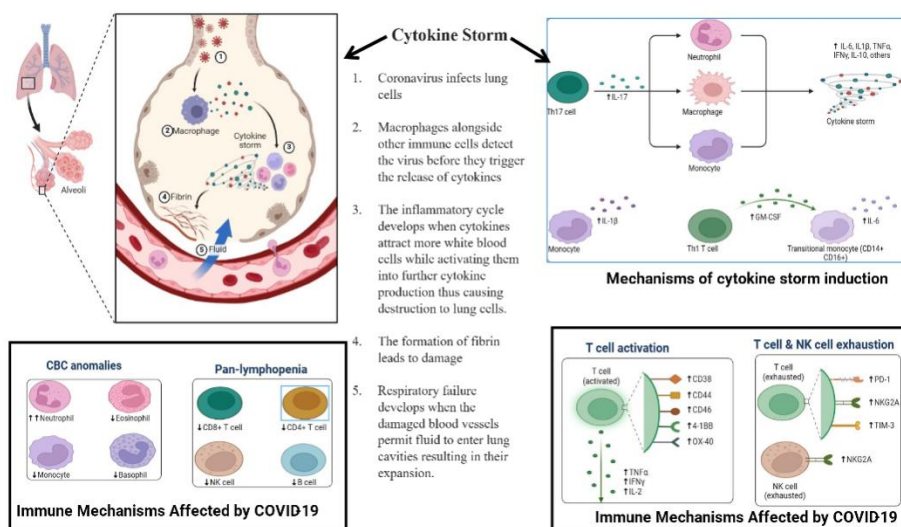 Cytokine Storm
1. Coronavirus infects lung
cells
2. Macrophages alongside
other immune cells detect
the virus before they trigger
the release of cytokines
3. The inflammatory cycle
develops when cytokines
attract more white blood
cells while activating them
into further cytokine
production thus causing
destruction to lung cells.
4. The formation of fibrin
leads to damage
5. Respiratory failure
develops when the
damaged blood vessels
permit fluid to enter lung
cavities resulting in their
expansion.
Alveoli
1
2 Macrophage
Cytokine
storm
3
4 Fibrin
5 Fluid
Th17 cell
↑IL-17
Neutrophil
Macrophage
Monocyte
↑ IL-6, IL1β, TNFα,
IFNγ, IL-10, others
Cytokine storm
Monocyte
↑IL-1β
Th1 T cell
↑GM-CSF
Transitional monocyte (CD14+
CD16+)
↑IL-6
Mechanisms of cytokine storm induction
CBC anomalies
↑↑Neutrophil
↓Eosinophil
↓Monocyte
↓Basophil
Pan-lymphopenia
↓CD8+ T cell
↓CD4+ T cell
↓NK cell
↓B cell
Immune Mechanisms Affected by COVID-19
T cell activation
T cell
(activated)
↑CD38
↑CD44
↑CD46
↑4-1BB
↑OX-40
↑TNFα
↑IFNγ
↑IL-2
T cell & NK cell exhaustion
T cell
(exhausted)
↑PD-1
↑NKG2A
↑TIM-3
↑NKG2A
NK cell
(exhausted)
Immune Mechanisms Affected by COVID-19